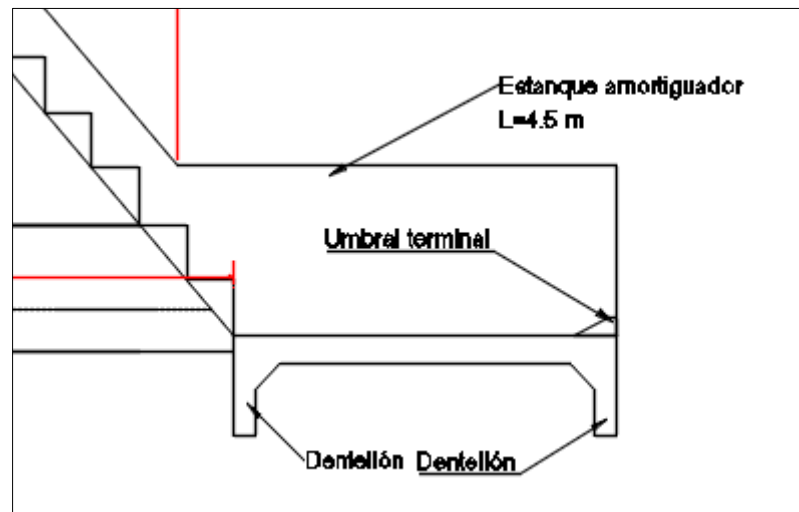 Estanque amortiguador
L=4.5 m
Umbral terminal
Dentellón Dentellón